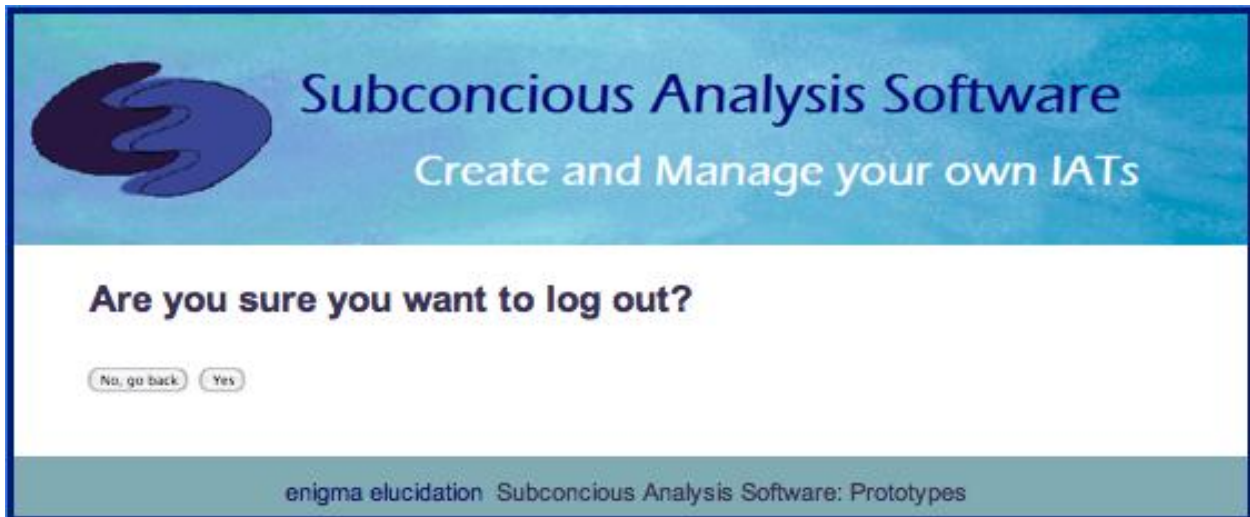 Subconcious Analysis Software
Create and Manage your own IATs
Are you sure you want to log out?
No, go back Yes
enigma elucidation Subconcious Analysis Software: Prototypes